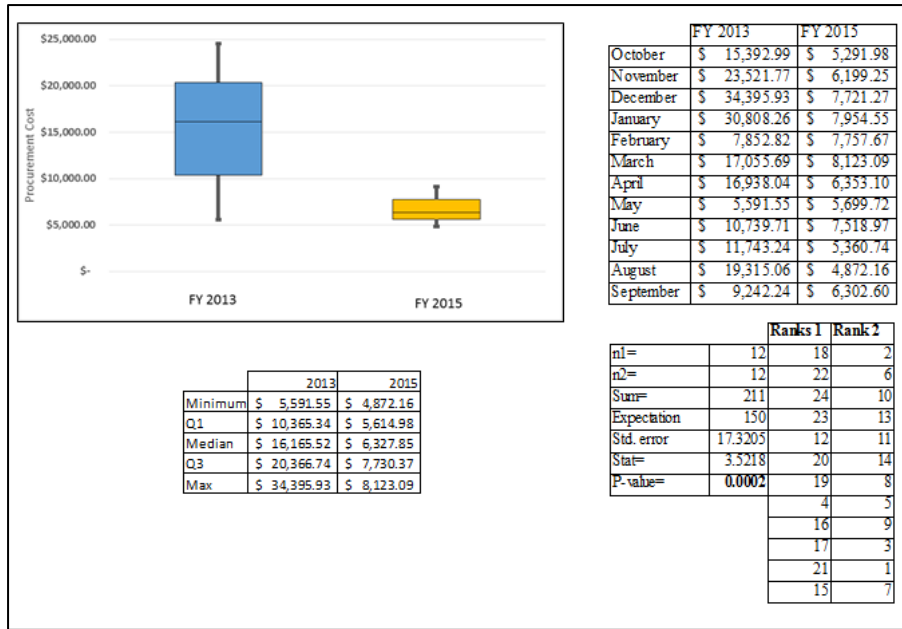 $25,000.00
$20,000.00
$15,000.00
$10,000.00
$5,000.00
$-
Procurement Cost
FY 2013 FY 2015
FY 2013 FY 2015
October $ 15,392.99 $ 5,291.98
November $ 23,521.77 $ 6,199.25
December $ 34,395.93 $ 7,721.27
January $ 30,808.26 $ 7,954.55
February $ 7,852.82 $ 7,757.67
March $ 17,055.69 $ 8,123.09
April $ 16,938.04 $ 6,353.10
May $ 5,591.55 $ 5,699.72
June $ 10,739.71 $ 7,518.97
July $ 11,743.24 $ 5,360.74
August $ 19,315.06 $ 4,872.16
September $ 9,242.24 $ 6,302.60
2013 2015
Minimum $ 5,591.55 $ 4,872.16
Q1 $ 10,365.34 $ 5,614.98
Median $ 16,165.52 $ 6,327.85
Q3 $ 20,366.74 $ 7,730.37
Max $ 34,395.93 $ 8,123.09
Ranks 1 Rank 2
n1= 12 18 2
n2= 12 22 6
Sum= 211 24 10
Expectation 150 23 13
Std. error 17.3205 12 11
Stat= 3.5218 20 14
P-value= 0.0002 19 8
4 5
16 9
17 3
21 1
15 7